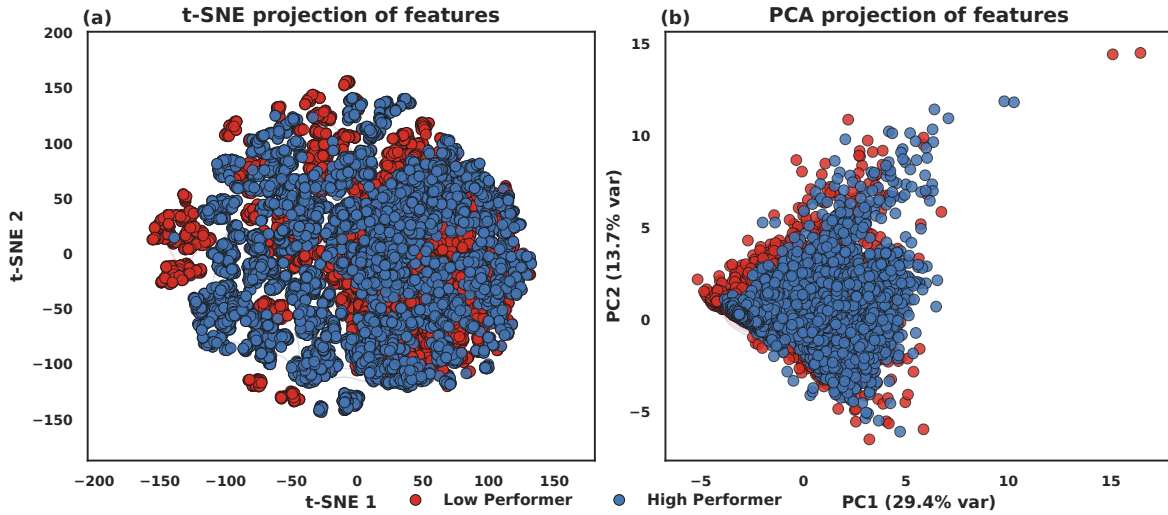 (a) t-SNE projection of features
200
150
100
50
0
−50
−100
−150
t-SNE 2
−200 −150 −100 −50 0 50 100 150
t-SNE 1
(b) PCA projection of features
15
10
5
0
−5
PC2 (13.7% var)
−5 0 5 10 15
PC1 (29.4% var)
Low Performer
High Performer